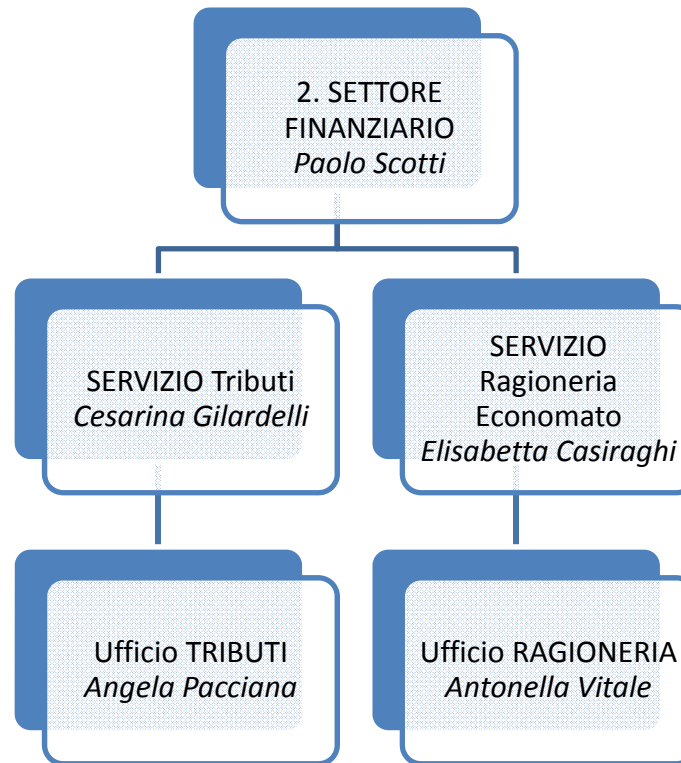 2. SETTORE
FINANZIARIO
Paolo Scotti
SERVIZIO Tributi
Cesarina Gilardelli
SERVIZIO
Ragioneria
Economato
Elisabetta Casiraghi
Ufficio TRIBUTI
Angela Pacciana
Ufficio RAGIONERIA
Antonella Vitale